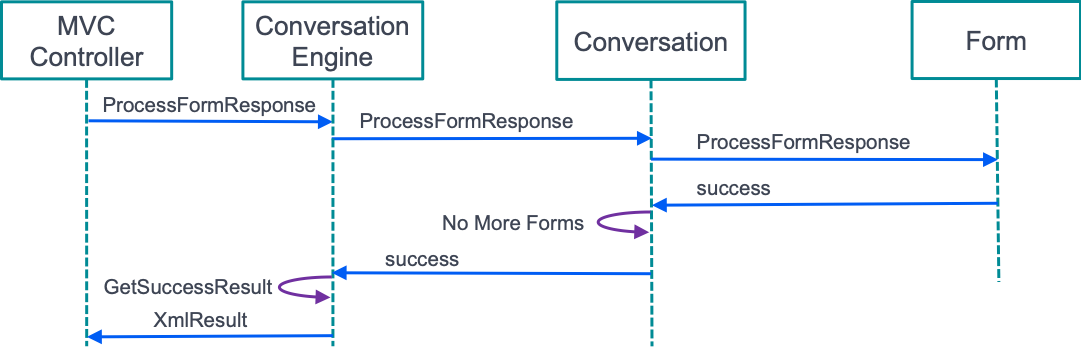 MVC
Controller
Conversation
Engine
Conversation
Form
ProcessFormResponse
ProcessFormResponse
ProcessFormResponse
success
No More Forms
success
GetSuccessResult
XmlResult